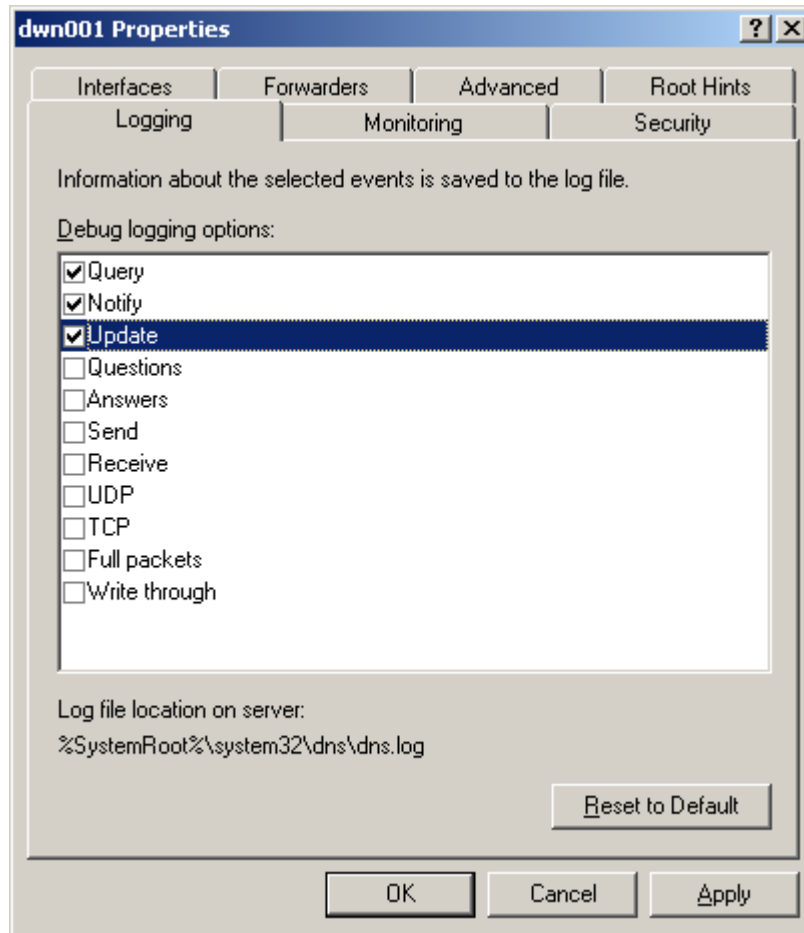 dwn001 Properties
Interfaces Forwarders Advanced Root Hints
Logging Monitoring Security
Information about the selected events is saved to the log file.
Debug logging options:
Query
Notify
Update
Questions
Answers
Send
Receive
UDP
TCP
Full packets
Write through
Log file location on server:
%SystemRoot%\system32\dns\dns.log
Reset to Default
OK Cancel Apply